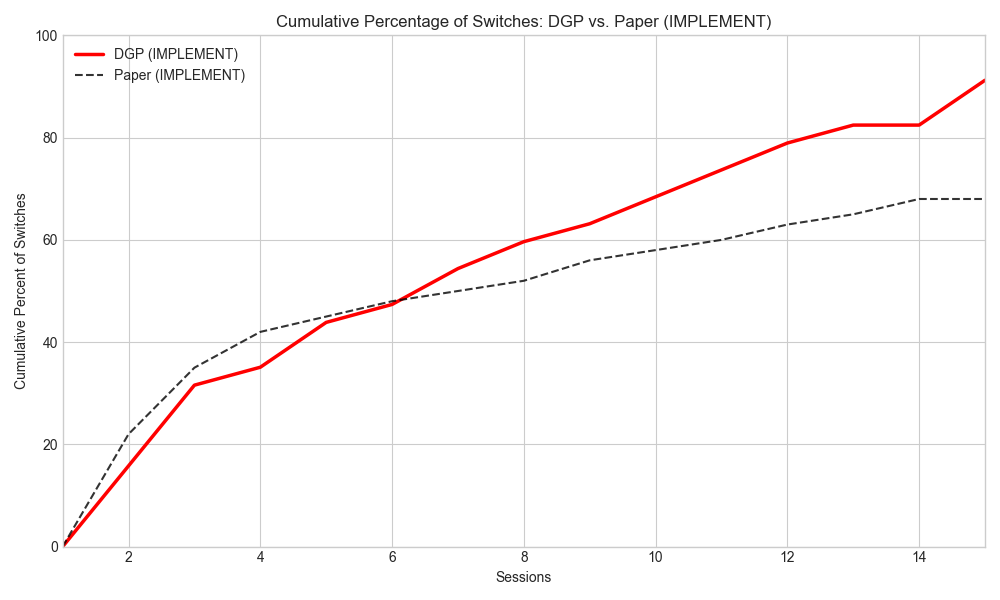 Cumulative Percentage of Switches: DGP vs. Paper (IMPLEMENT)
100
80
60
40
20
0
Cumulative Percent of Switches
DGP (IMPLEMENT)
Paper (IMPLEMENT)
2 4 6 8 10 12 14
Sessions